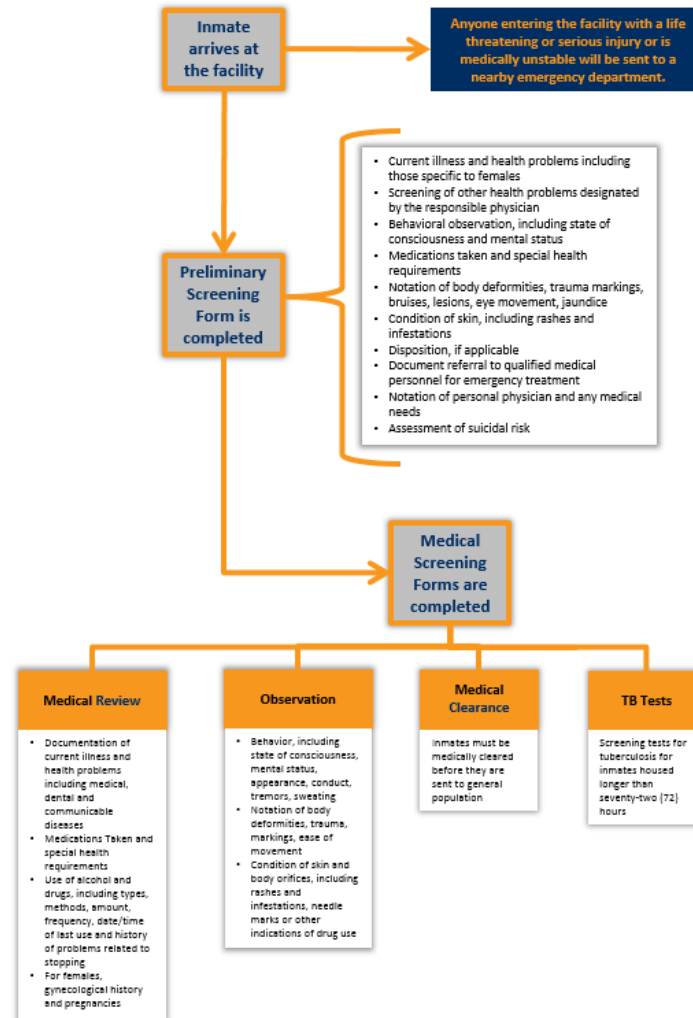 Inmate
arrives at
the facility
Anyone entering the facility with a life
threatening or serious injury or is
medically unstable will be sent to a
nearby emergency department.
• Current illness and health problems including
those specific to females
• Screening of other health problems designated
by the responsible physician
• Behavioral observation, including state of
consciousness and mental status
• Medications taken and special health
requirements
• Notation of body deformities, trauma markings,
bruises, lesions, eye movement, jaundice
• Condition of skin, including rashes and
infestations
• Disposition, if applicable
• Document referral to qualified medical
personnel for emergency treatment
• Notation of personal physician and any medical
needs
• Assessment of suicidal risk
Preliminary
Screening
Form is
completed
Medical
Screening
Forms are
completed
Medical Review
• Documentation of
current illness and
health problems
including medical,
dental and
communicable
diseases
• Medications Taken and
special health
requirements
• Use of alcohol and
drugs, including types,
methods, amount,
frequency, date/time
of last use and history
of problems related to
stopping
• For females,
gynecological history
and pregnancies
Observation
• Behavior, including
state of consciousness,
mental status,
appearance, conduct,
tremors, sweating
• Notation of body
deformities, trauma,
markings, ease of
movement
• Condition of skin and
body orifices, including
rashes and
infestations, needle
marks or other
indications of drug use
Medical
Clearance
Inmates must be
medically cleared
before they are
sent to general
population
TB Tests
Screening tests for
tuberculosis for
inmates housed
longer than
seventy-two (72)
hours